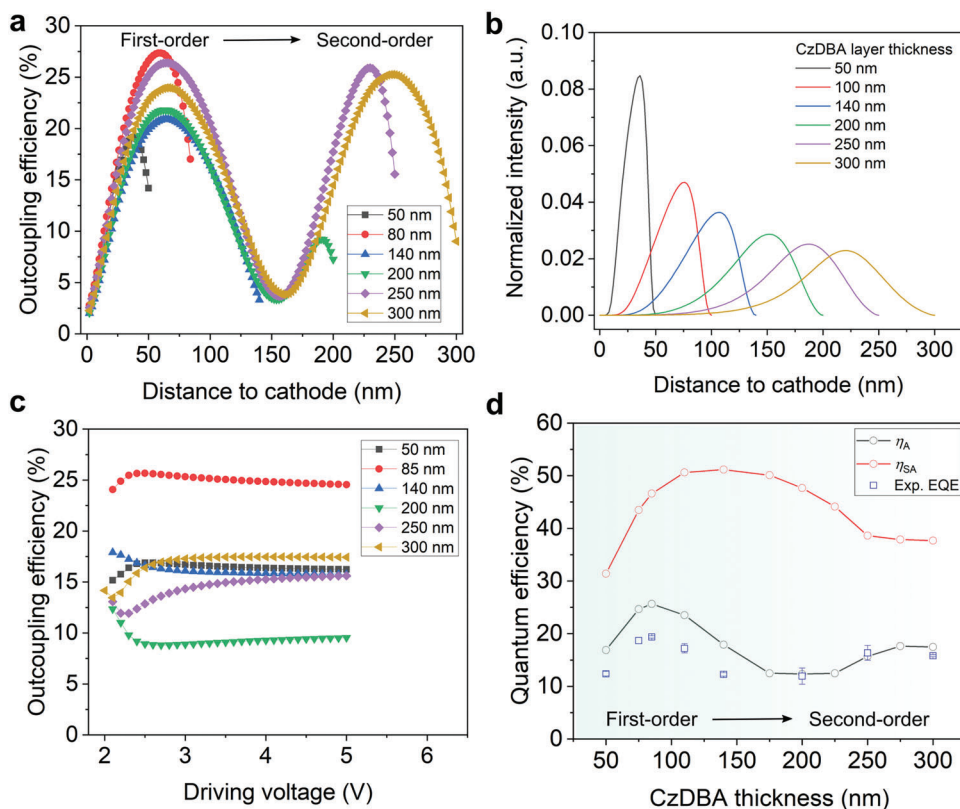 a
Outcoupling efficiency (%)
30
25
20
15
10
5
0
First-order
Second-order
50 nm
80 nm
140 nm
200 nm
250 nm
300 nm
0 50 100 150 200 250 300
Distance to cathode (nm)
b
Normalized intensity (a.u.)
0.10
0.08
0.06
0.04
0.02
0.00
CzDBA layer thickness
50 nm
100 nm
140 nm
200 nm
250 nm
300 nm
0 50 100 150 200 250 300
Distance to cathode (nm)
c
Outcoupling efficiency (%)
30
25
20
15
10
5
0
50 nm
85 nm
140 nm
200 nm
250 nm
300 nm
2 3 4 5 6
Driving voltage (V)
d
Quantum efficiency (%)
60
50
40
30
20
10
0
ηA
ηSA
Exp. EQE
First-order
Second-order
50 100 150 200 250 300
CzDBA thickness (nm)